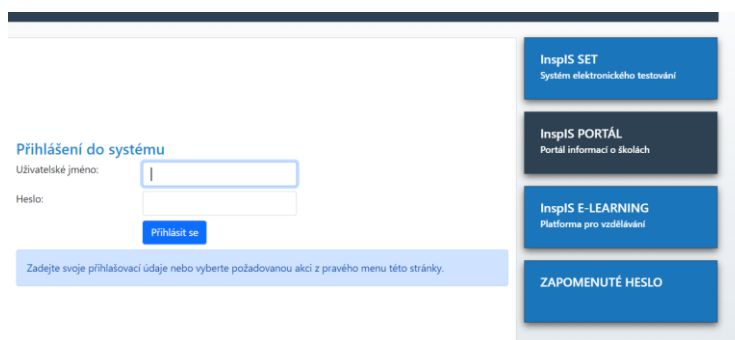 Přihlášení do systému
Uživatelské jméno:
Heslo:
Přihlásit se
Zadejte svoje přihlašovací údaje nebo vyberte požadovanou akci z pravého menu této stránky.
InspIS SET
Systém elektronického testování
InspIS PORTÁL
Portál informací o školách
InspIS E-LEARNING
Platforma pro vzdělávání
ZAPOMENUTÉ HESLO